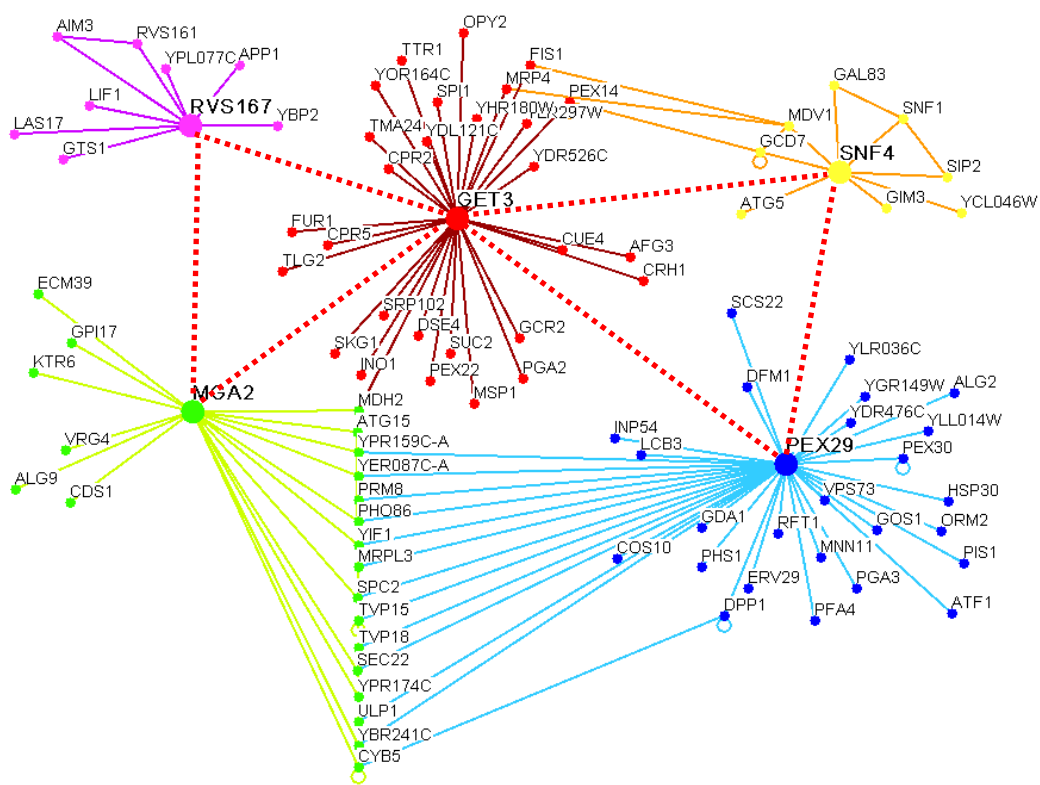 OPY2
AIM3
RVS161
TTR1
FIS1
YPL077C
APP1
YOR164C
MRP4
GAL83
SPI1
PEX14
LIF1
RVS167
YHR180W
YLR297W
MDV1
SNF1
LAS17
YBP2
TMA24
YDL121C
GCD7
GTS1
CPR2
YDR526C
SNF4
SIP2
GET3
ATG5
GIM3
YCL046W
FUR1
CPR5
CUE4
AFG3
TLG2
CRH1
ECM39
SRP102
SCS22
GPI17
SKG1
DSE4
GCR2
SUC2
YLR036C
KTR6
INO1
PEX22
PGA2
DFM1
MGA2
MSP1
YGR149W
ALG2
MDH2
YDR476C
ATG15
YLL014W
VRG4
YPR159C-A
INP54
LCB3
PEX29
PEX30
ALG9
YER087C-A
CDS1
PRM8
VPS73
HSP30
PHO86
GDA1
RFT1
GOS1
ORM2
YIF1
COS10
MRPL3
PHS1
MNN11
PIS1
SPC2
ERV29
PGA3
TVP15
DPP1
PFA4
ATF1
TVP18
SEC22
YPR174C
ULP1
YBR241C
CYB5